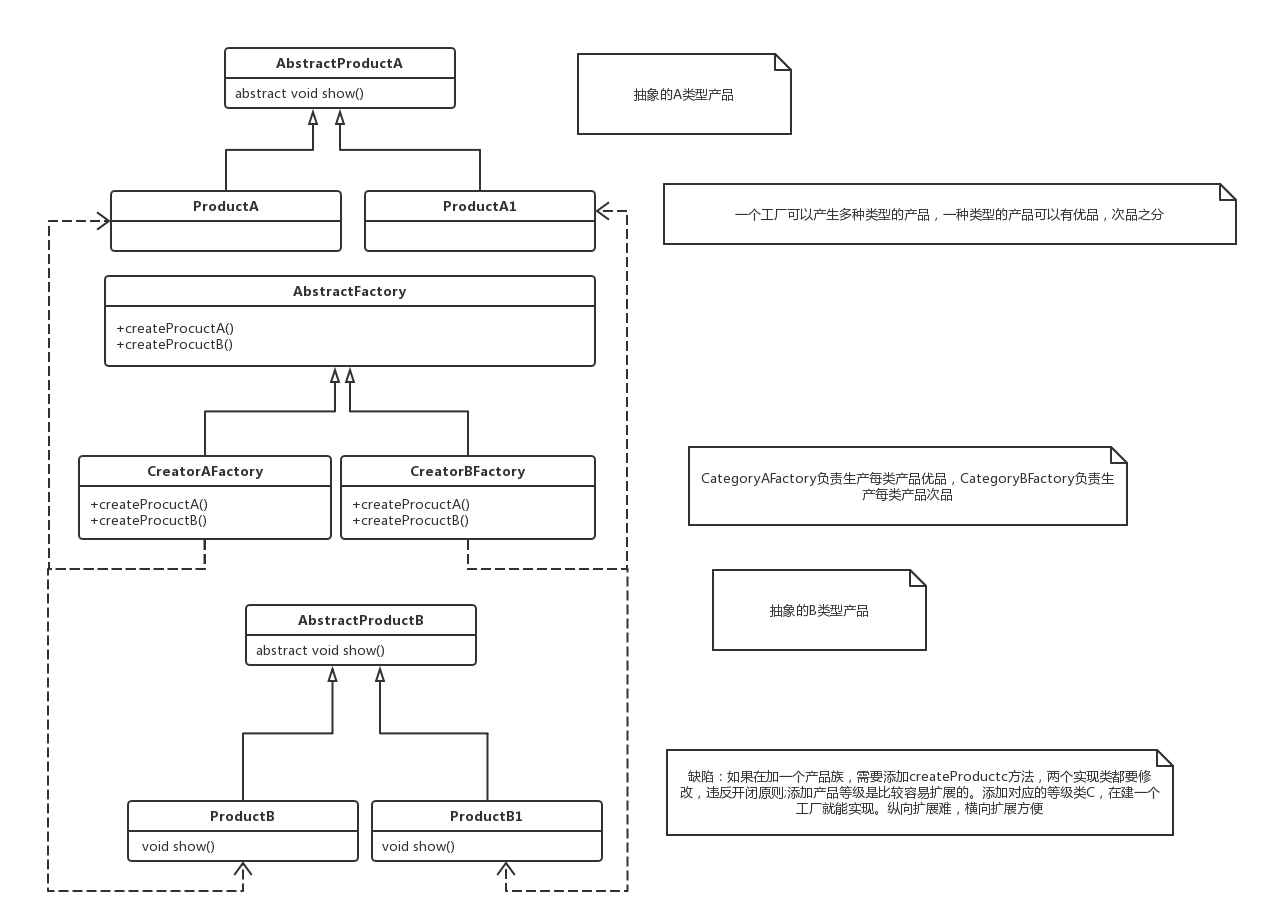 AbstractProductA
abstract void show()
抽象的A类型产品
ProductA
ProductA1
一个工厂可以产生多种类型的产品，一种类型的产品可以有优品，次品之分
AbstractFactory
+createProcuctA()
+createProcuctB()
CreatorAFactory
+createProcuctA()
+createProcuctB()
CreatorBFactory
+createProcuctA()
+createProcuctB()
CategoryAFactory负责生产每类产品优品，CategoryBFactory负责生
产每类产品次品
抽象的B类型产品
AbstractProductB
abstract void show()
缺陷：如果在加一个产品族，需要添加createProductc方法，两个实现类都要修
改，违反开闭原则;添加产品等级是比较容易扩展的。添加对应的等级类C，在建一个
工厂就能实现。纵向扩展难，横向扩展方便
ProductB
void show()
ProductB1
void show()